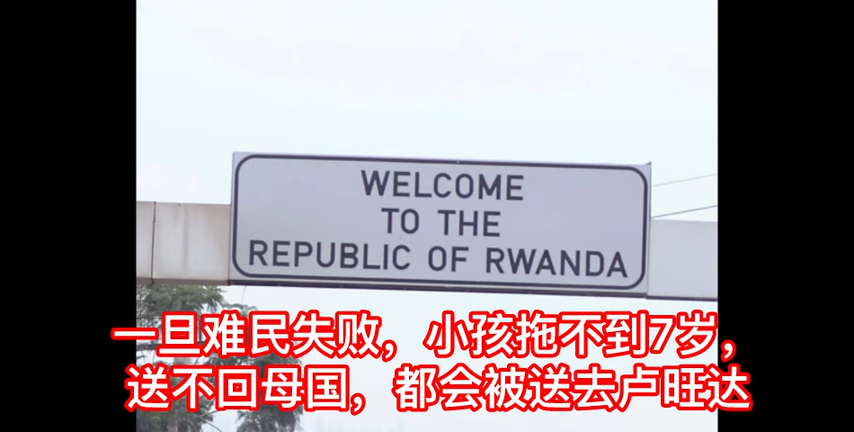 WELCOME
TO THE
REPUBLIC OF RWANDA
一旦难民失败，小孩拖不到7岁，
送不回母国，都会被送去卢旺达